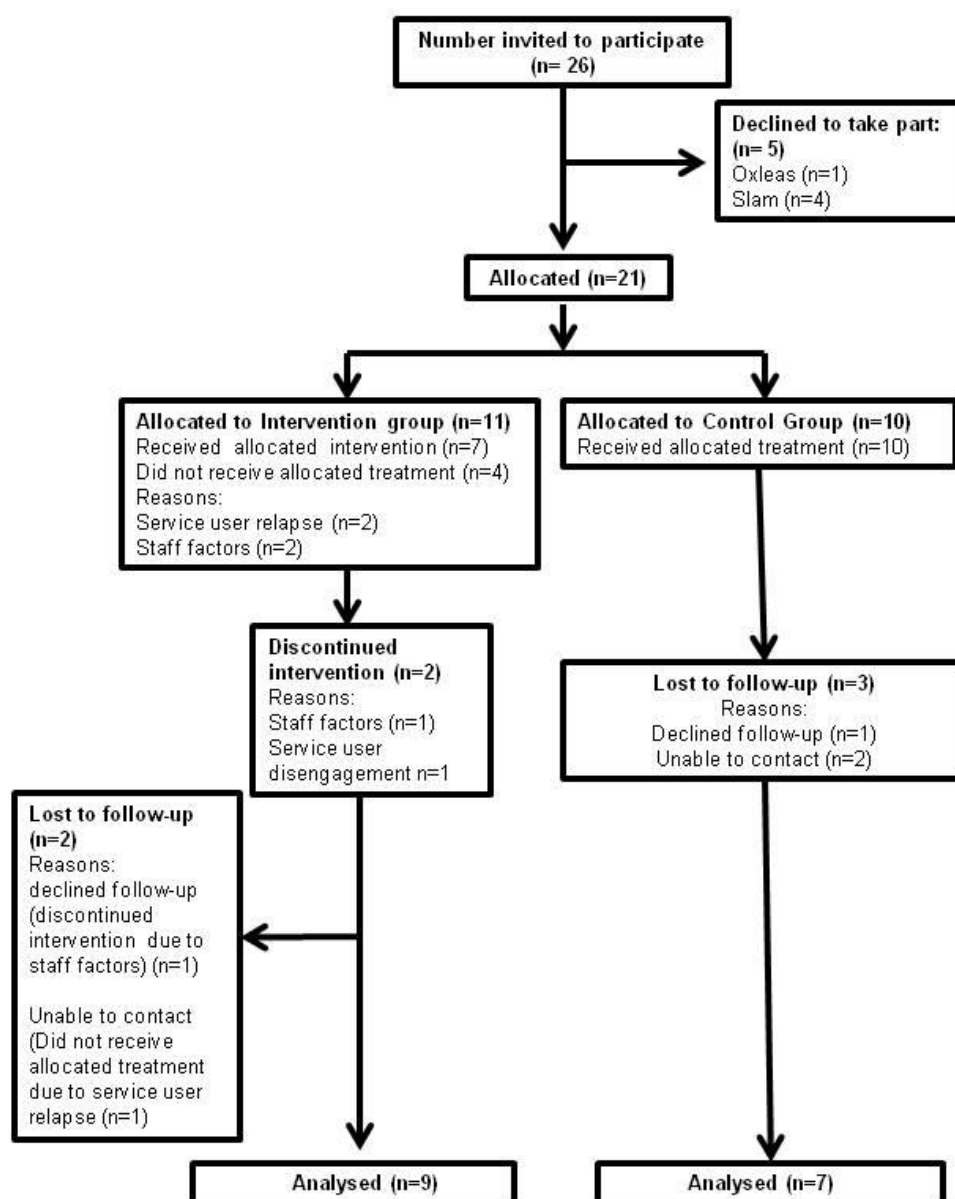 Number invited to participate
(n= 26)
Declined to take part:
(n= 5)
Oxleas (n=1)
Slam (n=4)
Allocated (n=21)
Allocated to Intervention group (n=11)
Received allocated intervention (n=7)
Did not receive allocated treatment (n=4)
Reasons:
Service user relapse (n=2)
Staff factors (n=2)
Allocated to Control Group (n=10)
Received allocated treatment (n=10)
Discontinued
intervention (n=2)
Reasons:
Staff factors (n=1)
Service user
disengagement n=1
Lost to follow-up (n=3)
Reasons:
Declined follow-up (n=1)
Unable to contact (n=2)
Lost to follow-up
(n=2)
Reasons:
declined follow-up
(discontinued
intervention due to
staff factors) (n=1)
Unable to contact
(Did not receive
allocated treatment
due to service user
relapse (n=1)
Analysed (n=9)
Analysed (n=7)